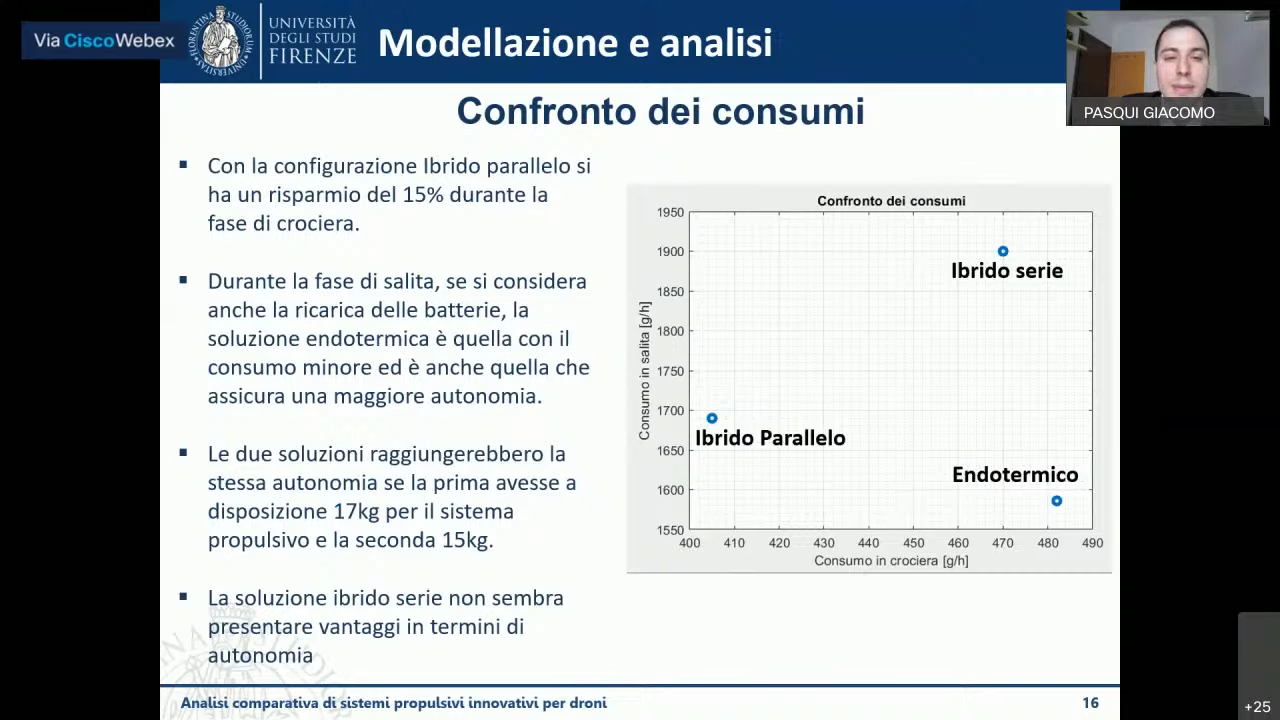 Via CiscoWebex
UNIVERSITÀ
DEGLI STUDI
FIRENZE
Modellazione e analisi
PASQUI GIACOMO
Confronto dei consumi
Con la configurazione Ibrido parallelo si
ha un risparmio del 15% durante la
fase di crociera.
Durante la fase di salita, se si considera
anche la ricarica delle batterie, la
soluzione endotermica è quella con il
consumo minore ed è anche quella che
assicura una maggiore autonomia.
Le due soluzioni raggiungerebbero la
stessa autonomia se la prima avesse a
disposizione 17kg per il sistema
propulsivo e la seconda 15kg.
La soluzione ibrido serie non sembra
presentare vantaggi in termini di
autonomia
Confronto dei consumi
Consumo in salita [g/h]
1950
1900
1850
1800
1750
1700
1650
1600
1550
Ibrido serie
Ibrido Parallelo
Endotermico
400 410 420 430 440 450 460 470 480 490
Consumo in crociera [g/h]
Analisi comparativa di sistemi propulsivi innovativi per droni
16
+25